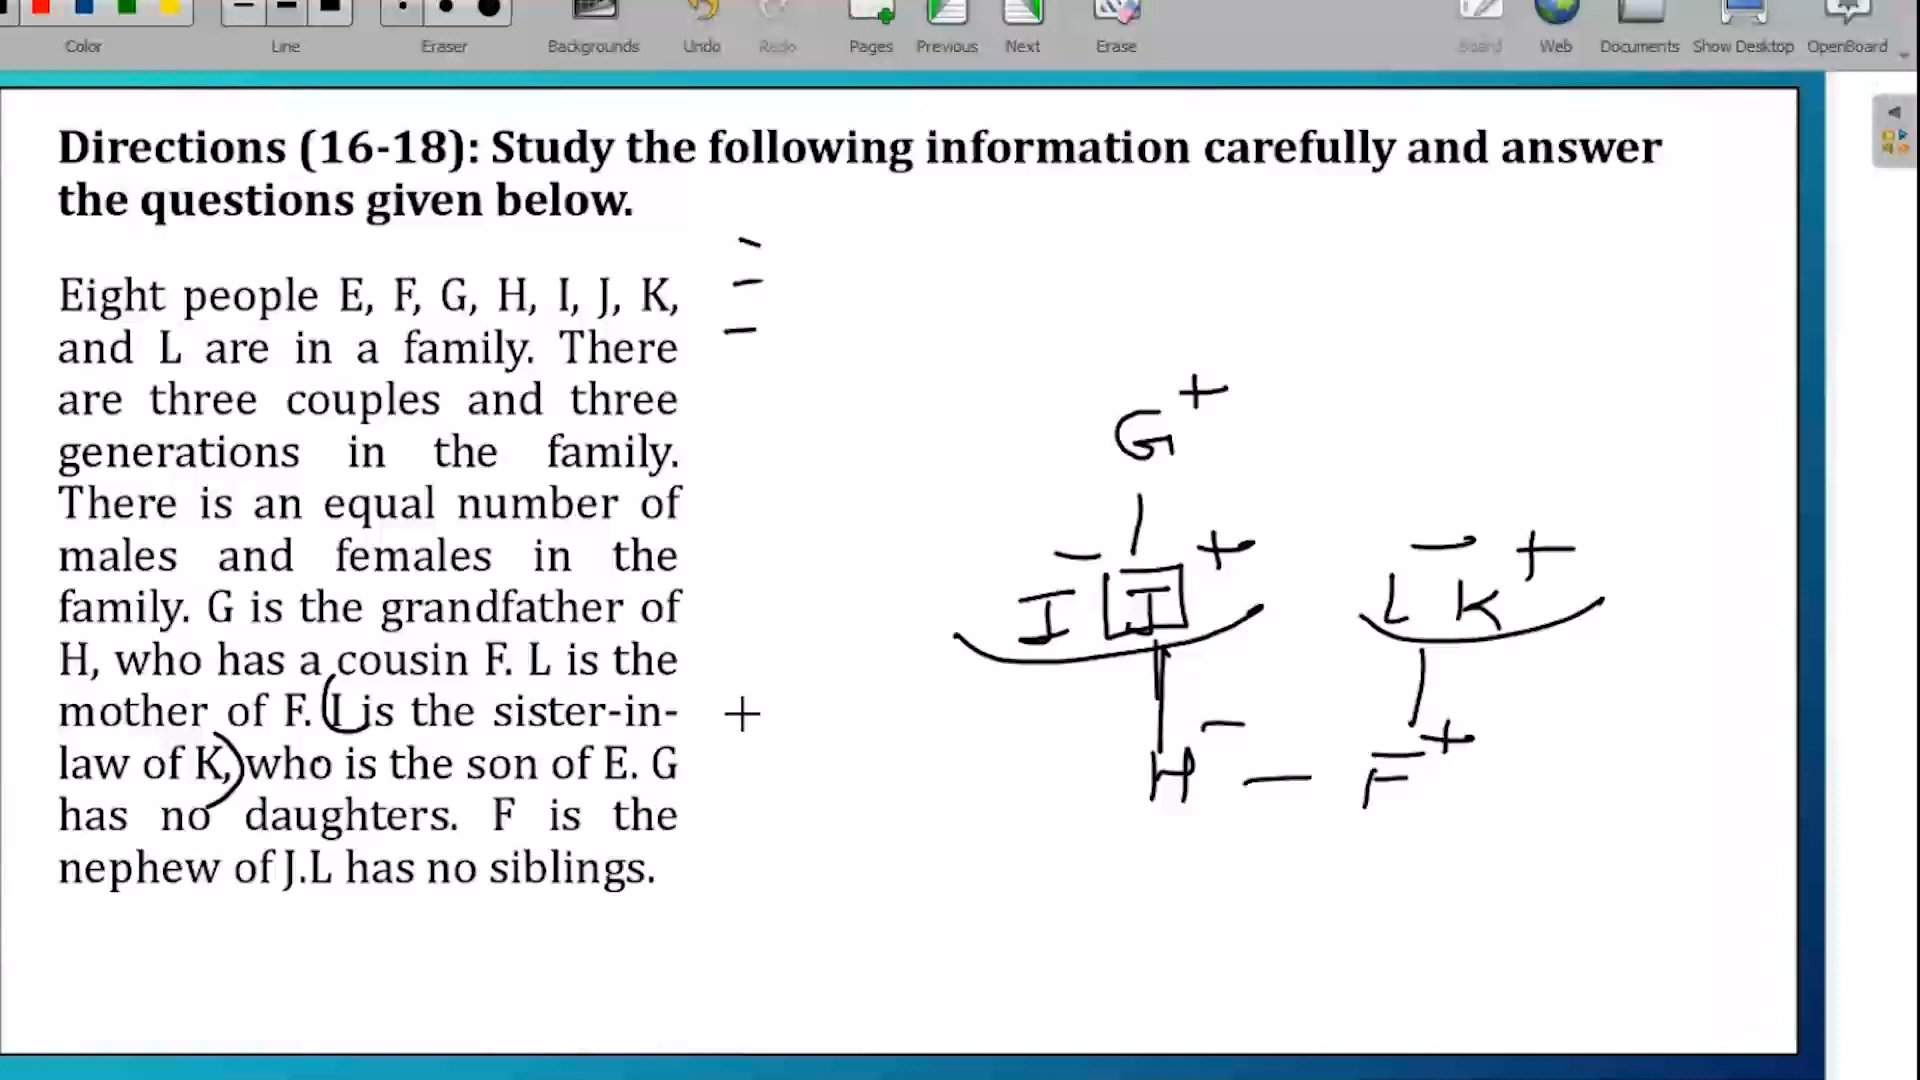 Color Line Eraser Backgrounds Undo Redo Pages Previous Next Erase Board Web Documents Show Desktop OpenBoard
Directions (16-18): Study the following information carefully and answer
the questions given below.
Eight people E, F, G, H, I, J, K,
and L are in a family. There
are three couples and three
generations in the family.
There is an equal number of
males and females in the
family. G is the grandfather of
H, who has a cousin F. L is the
mother of F. I is the sister-in-
law of K, who is the son of E. G
has no daughters. F is the
nephew of J.L has no siblings.
G +
− +
− +
I J
L K
− +
H — F
+